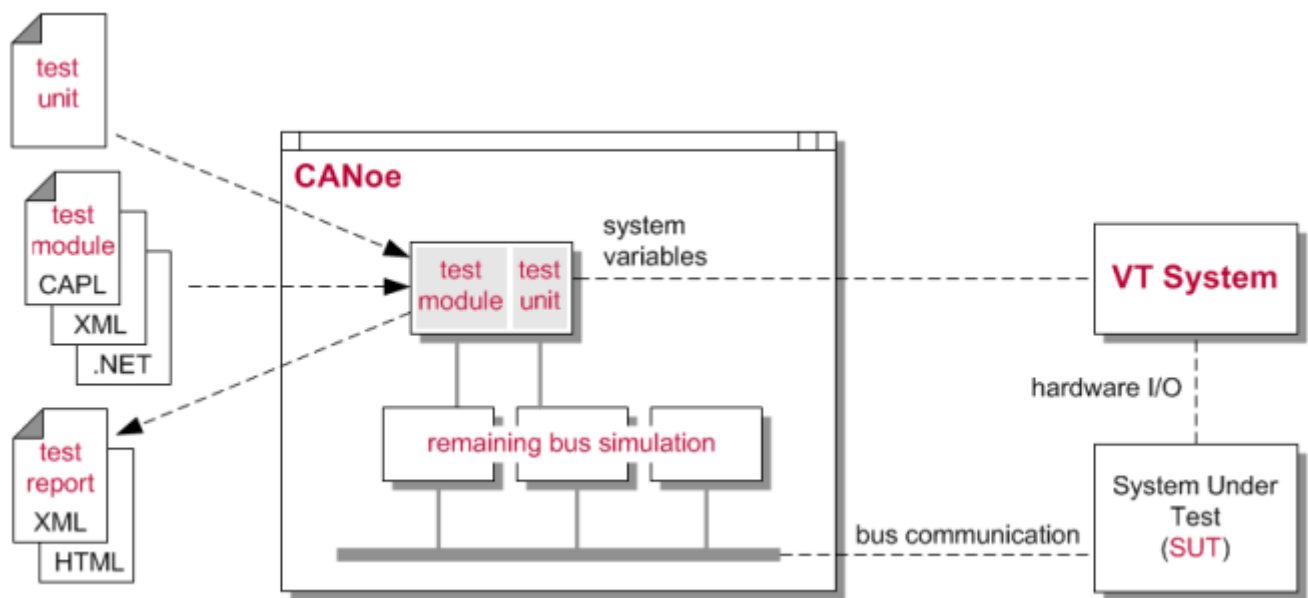 test
unit
test
module
CAPL
XML
.NET
test
report
XML
HTML
CANoe
test
module
test
unit
system
variables
remaining bus simulation
bus communication
VT System
hardware I/O
System Under
Test
(SUT)